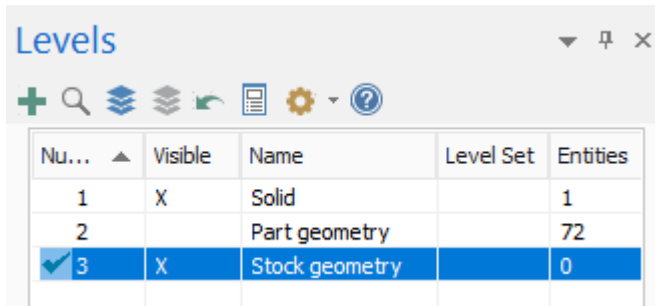 Levels
Nu... Visible Name Level Set Entities
1 X Solid 1
2 Part geometry 72
3 X Stock geometry 0